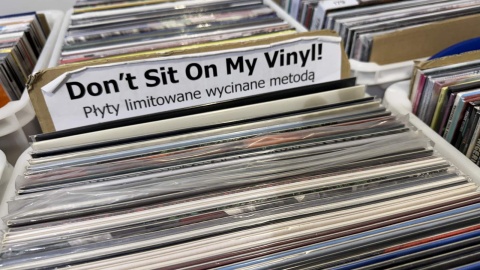 Don't Sit On My Vinyl!
Płyty limitowane wycinane metodą